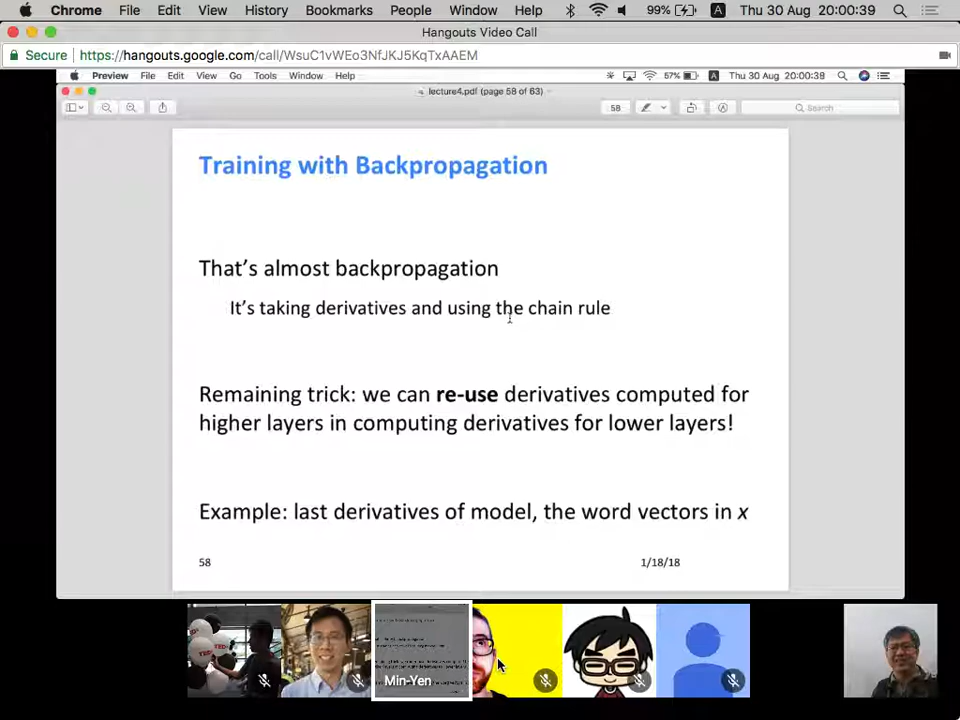 Chrome File Edit View History Bookmarks People Window Help 99% A Thu 30 Aug 20:00:39
Hangouts Video Call
Secure https://hangouts.google.com/call/WsuC1vWEo3NfJKJ5KqTxAAEM
Preview File Edit View Go Tools Window Help 57% A Thu 30 Aug 20:00:38
lecture4.pdf (page 58 of 63)
58 Search
Training with Backpropagation
That's almost backpropagation
It's taking derivatives and using the chain rule
Remaining trick: we can re-use derivatives computed for
higher layers in computing derivatives for lower layers!
Example: last derivatives of model, the word vectors in x
58 1/18/18
Min-Yen